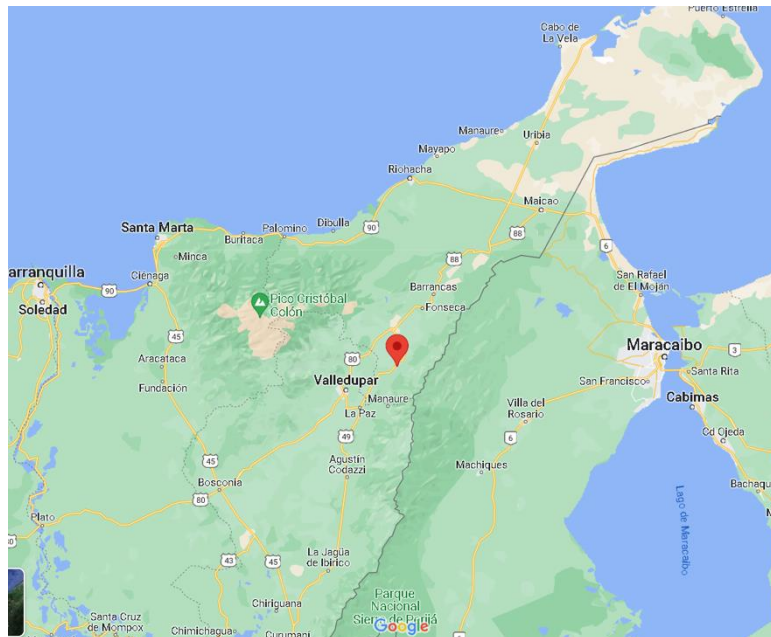 Puerto Estrella
Cabo de
La Vela
Manaure
Uribia
Mayapo
Riohacha
Maicao
90
Dibulla
Santa Marta
Palomino
Buritaca
88
6
Minca
88
arranquilla
San Rafael
de El Moján
Ciénaga
Barrancas
90
Pico Cristóbal
Colón
Fonseca
Soledad
45
Maracaibo
3
80
Aracataca
Santa Rita
Valledupar
San Francisco
Fundación
Manaure
Villa del
Rosario
Cabimas
La Paz
49
6
Cd Ojeda
45
Agustín
Codazzi
Machiques
Bosconia
Bachaqu
80
Lago de Maracaibo
Plato
La Jagua
de Ibirico
43
45
Parque
Nacional
Sierra de Perijá
Chiriguana
Santa Cruz
de Mompox
Google
Chimichagua
Curumaní